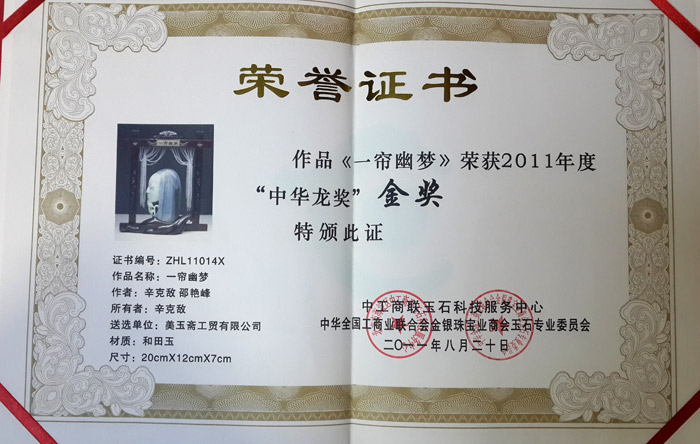 荣誉证书
一帘幽梦
作品《一帘幽梦》荣获2011年度
“中华龙奖”金奖
特颁此证
证书编号：ZHL11014X
作品名称：一帘幽梦
作者：辛克敌 邵艳峰
所有者：辛克敌
送选单位：美玉斋工贸有限公司
材质：和田玉
尺寸：20cmX12cmX7cm
中工商联玉石科技服务中心
中华全国工商业联合会金银珠宝业商会玉石专业委员会
二〇一一年八月二十日